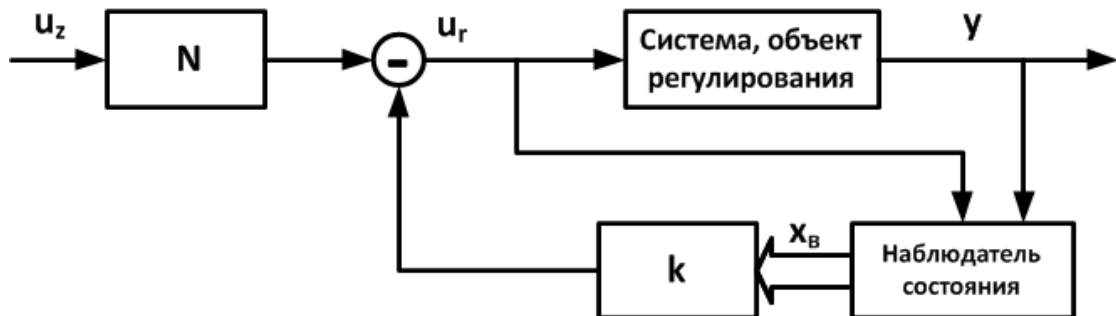 u_z
N
-
u_r
Система, объект
регулирования
y
k
x_в
Наблюдатель
состояния